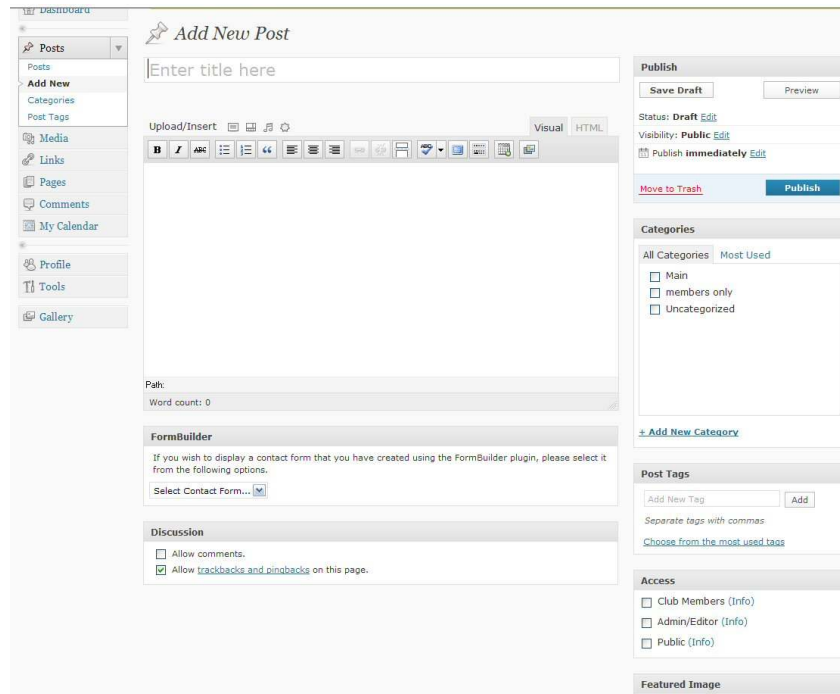 Dashboard
Posts
Posts
Add New
Categories
Post Tags
Media
Links
Pages
Comments
My Calendar
Profile
Tools
Gallery
Add New Post
Enter title here
Upload/Insert
Visual HTML
B I ABC ABC
Path:
Word count: 0
FormBuilder
If you wish to display a contact form that you have created using the FormBuilder plugin, please select it
from the following options.
Select Contact Form...
Discussion
Allow comments.
Allow trackbacks and pingbacks on this page.
Publish
Save Draft Preview
Status: Draft Edit
Visibility: Public Edit
Publish immediately Edit
Move to Trash Publish
Categories
All Categories Most Used
Main
members only
Uncategorized
+ Add New Category
Post Tags
Add New Tag Add
Separate tags with commas
Choose from the most used tags
Access
Club Members (Info)
Admin/Editor (Info)
Public (Info)
Featured Image